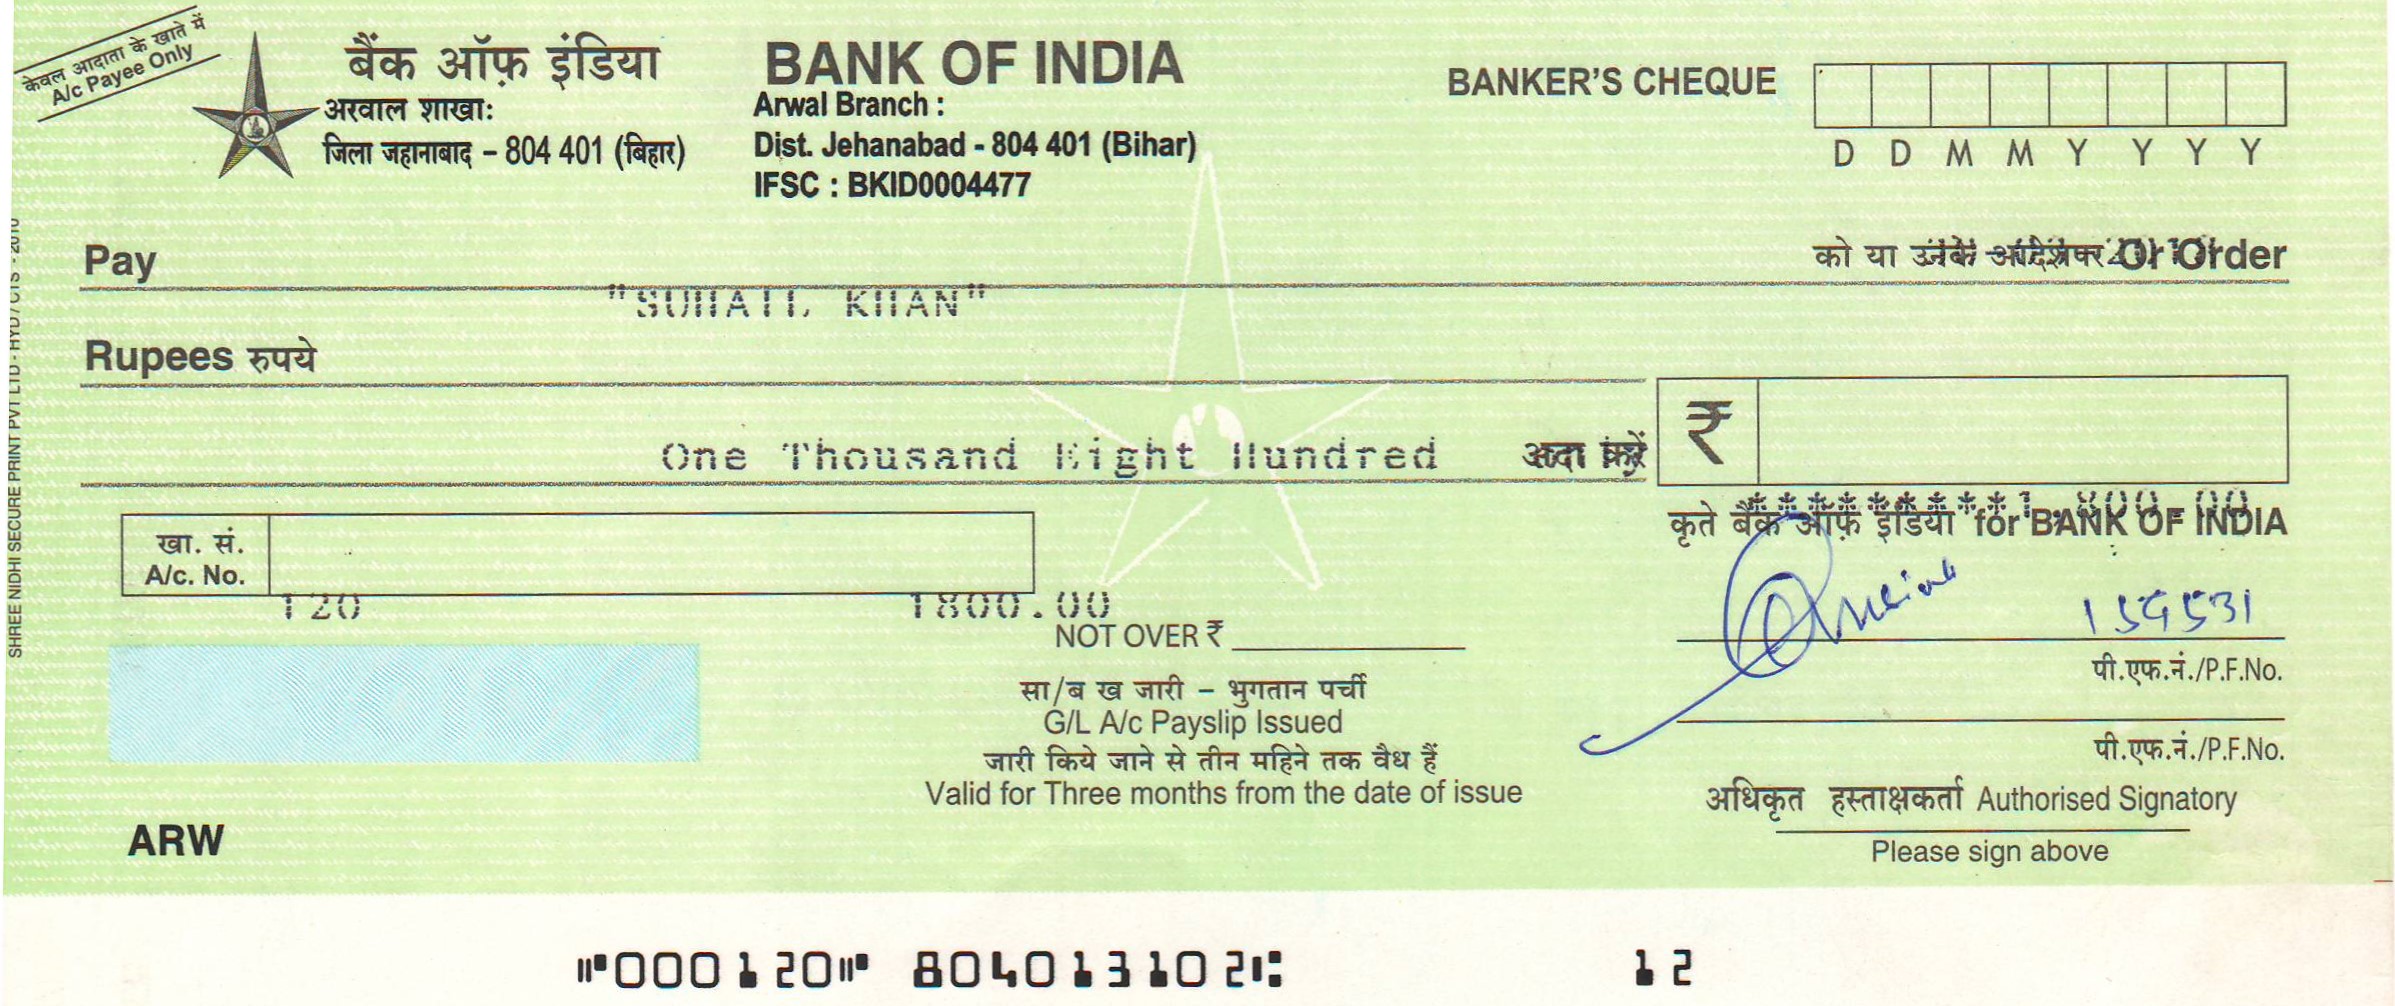 केवल आदाता के खाते में
A/c Payee Only
बैंक ऑफ़ इंडिया
अरवाल शाखा:
जिला जहानाबाद – 804 401 (बिहार)
BANK OF INDIA
Arwal Branch :
Dist. Jehanabad - 804 401 (Bihar)
IFSC : BKID0004477
BANKER'S CHEQUE
D D M M Y Y Y Y
Pay
को या उनके आदेशपर Or Order
"SUHAIL KHAN"
Rupees रुपये
One Thousand Eight Hundred
अदा करें
₹
********1,800.00
कृते बैंक ऑफ़ इंडिया for BANK OF INDIA
खा. सं.
A/c. No.
120 1800.00
NOT OVER ₹
159531
पी.एफ.नं./P.F.No.
सा/ब ख जारी – भुगतान पर्ची
G/L A/c Payslip Issued
जारी किये जाने से तीन महिने तक वैध हैं
Valid for Three months from the date of issue
पी.एफ.नं./P.F.No.
अधिकृत हस्ताक्षकर्ता Authorised Signatory
Please sign above
ARW
SHREE NIDHI SECURE PRINT PVT LTD - HYD / CTS - 2010
⑈000120⑈ 804013102⑆ 12